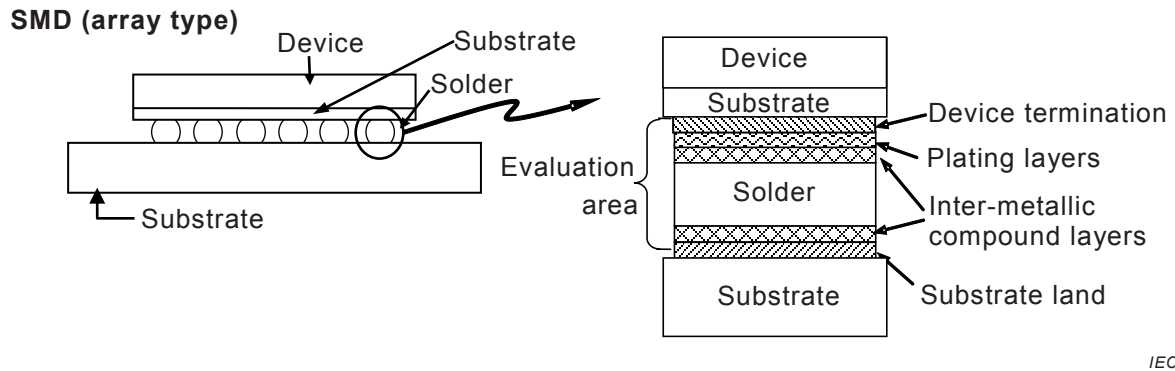 SMD (array type)
Device
Substrate
Solder
Substrate
Device
Substrate
Evaluation
area
Solder
Substrate
Device termination
Plating layers
Inter-metallic
compound layers
Substrate land
IEC